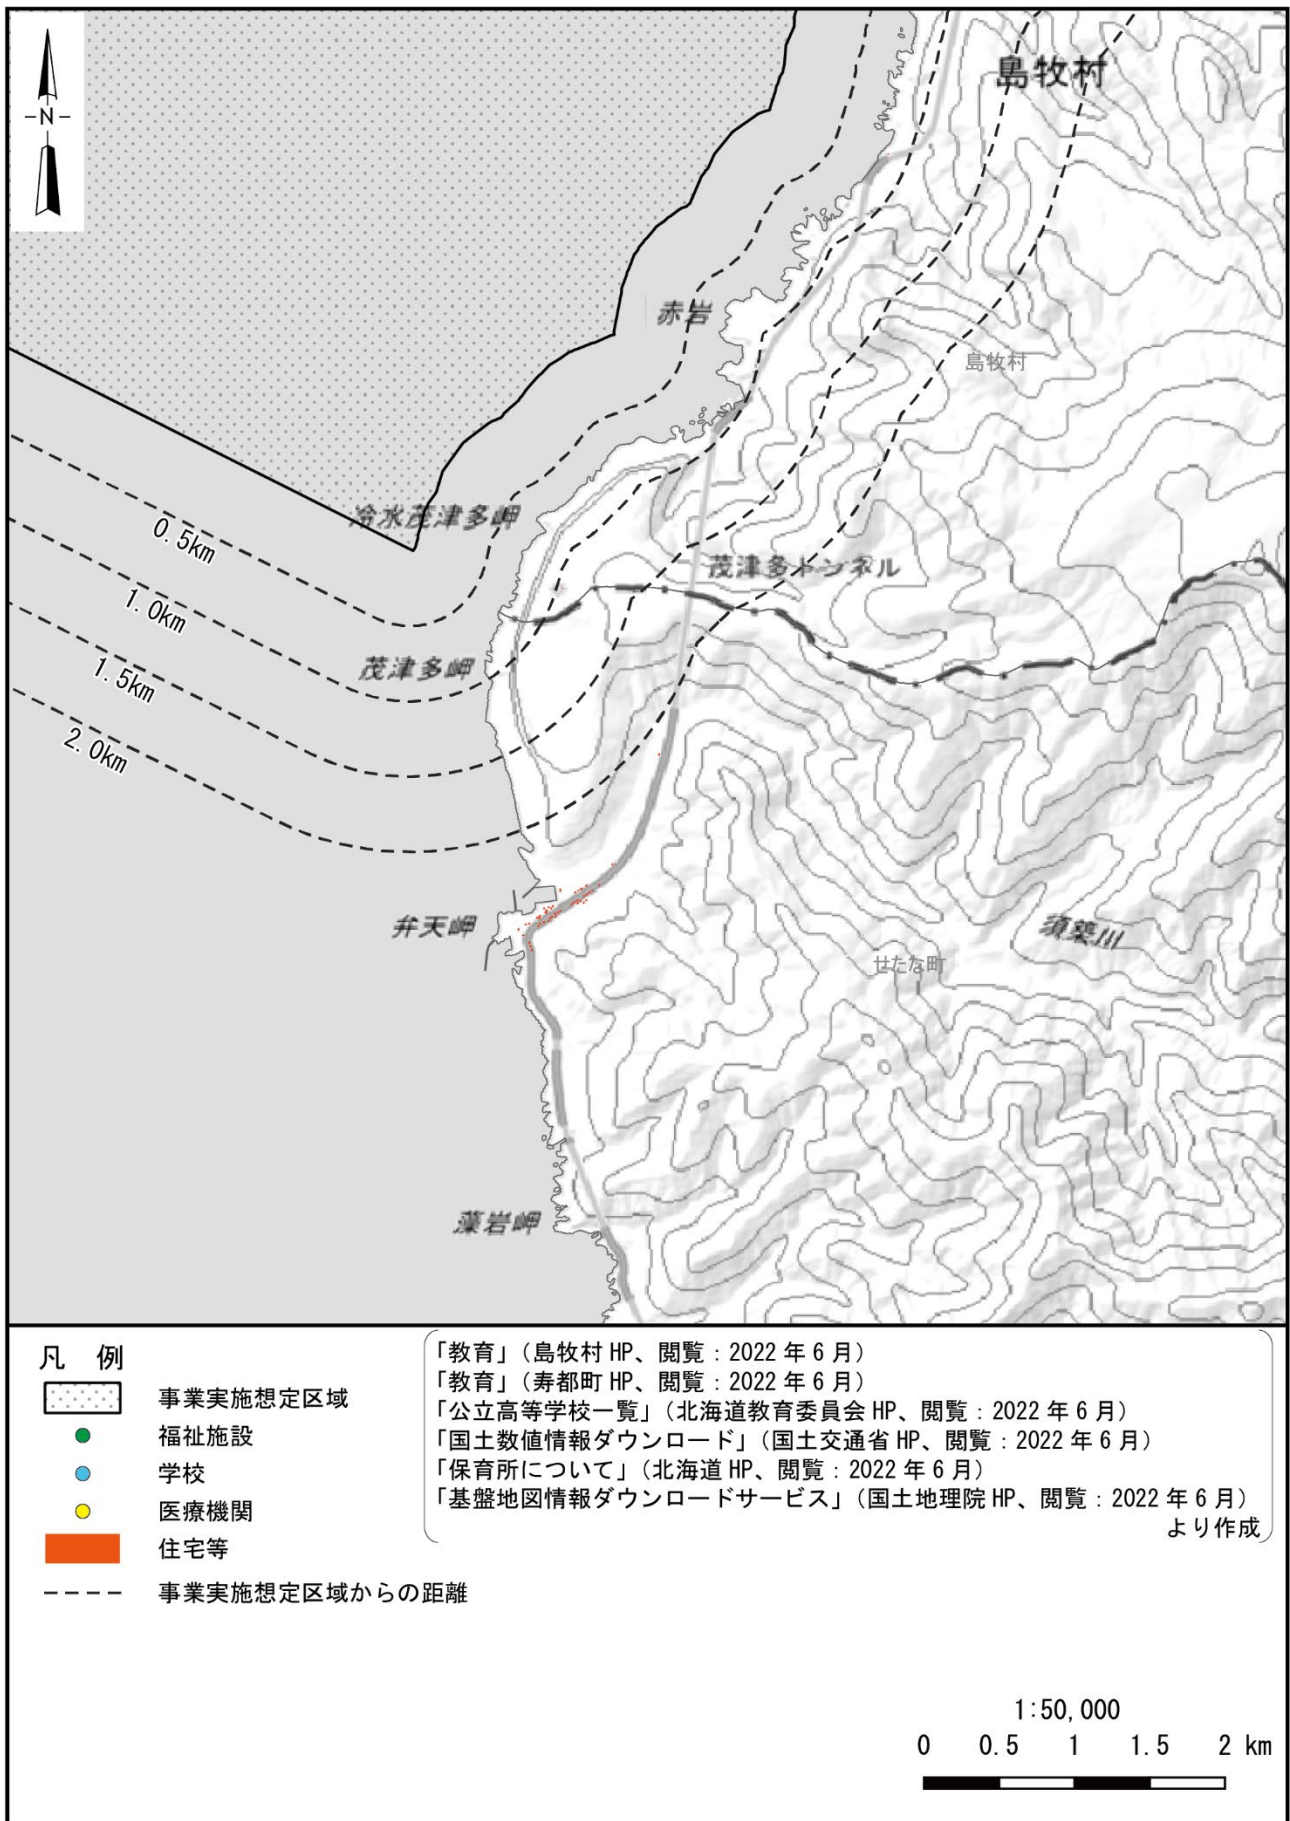 N
島牧村
赤岩
島牧村
冷水茂津多岬
0.5km
茂津多トンネル
1.0km
茂津多岬
1.5km
2.0km
弁天岬
須築川
せたな町
藻岩岬
凡 例
事業実施想定区域
福祉施設
学校
医療機関
住宅等
事業実施想定区域からの距離
「教育」（島牧村 HP、閲覧：2022 年 6 月）
「教育」（寿都町 HP、閲覧：2022 年 6 月）
「公立高等学校一覧」（北海道教育委員会 HP、閲覧：2022 年 6 月）
「国土数値情報ダウンロード」（国土交通省 HP、閲覧：2022 年 6 月）
「保育所について」（北海道 HP、閲覧：2022 年 6 月）
「基盤地図情報ダウンロードサービス」（国土地理院 HP、閲覧：2022 年 6 月）
より作成
1:50,000
0 0.5 1 1.5 2 km